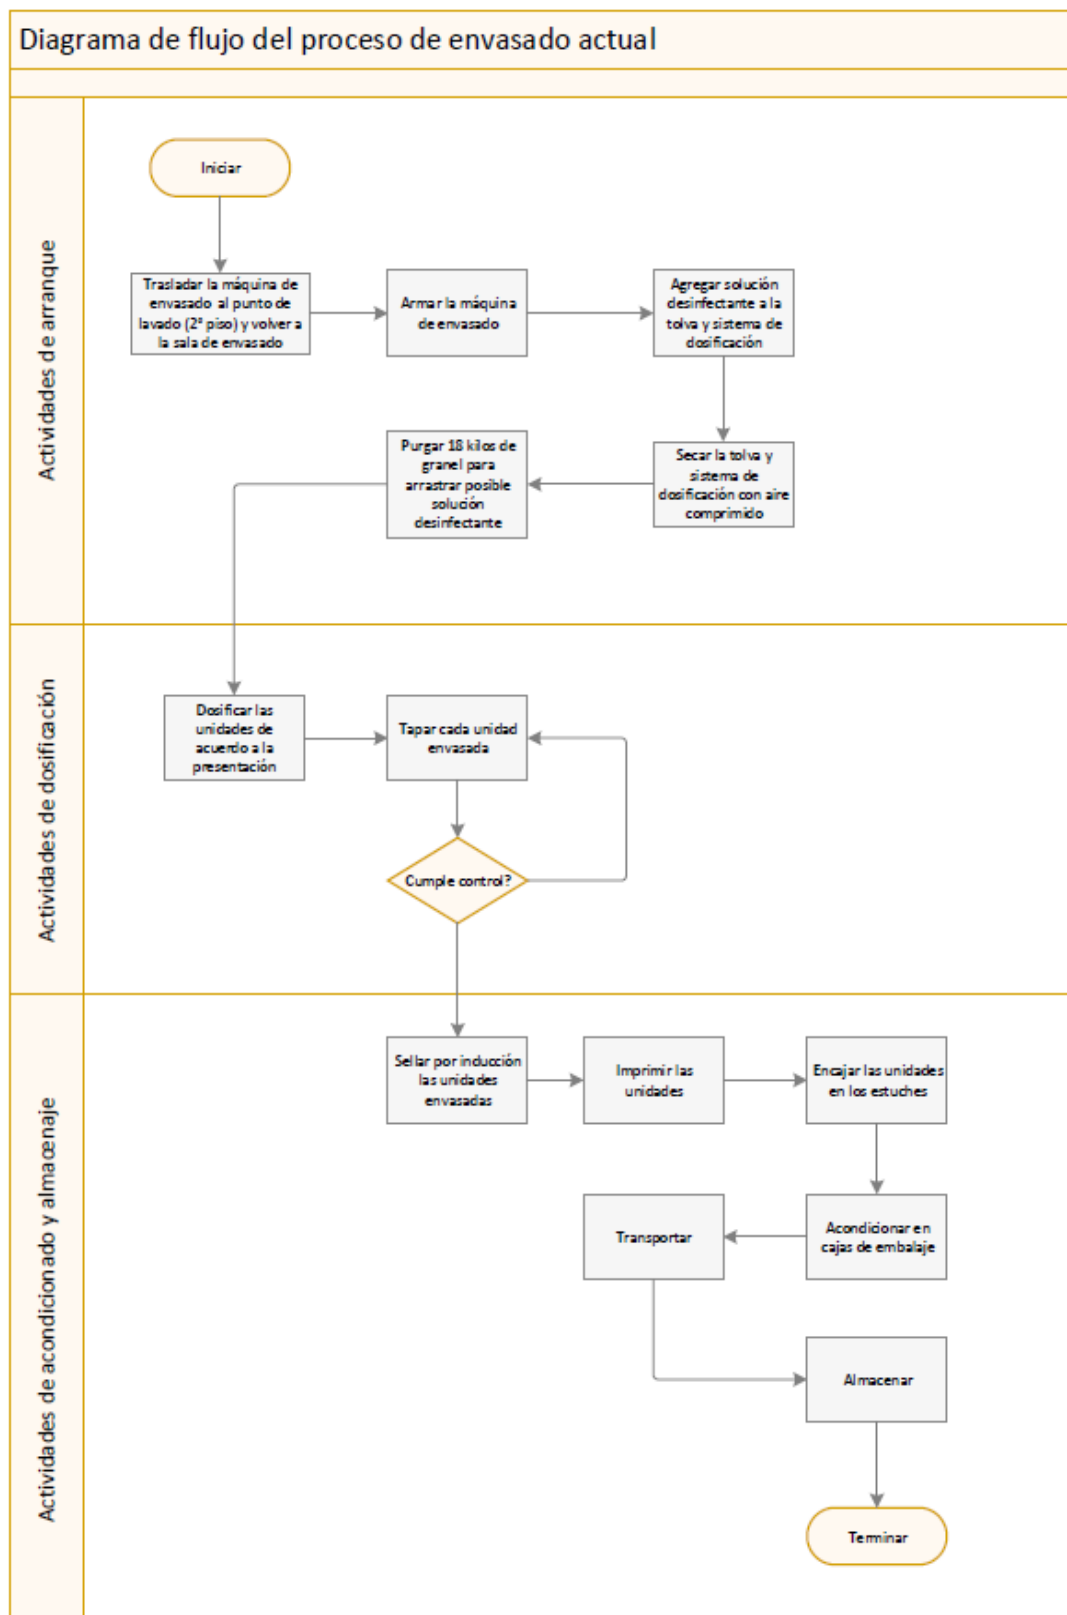 Diagrama de flujo del proceso de envasado actual
Actividades de arranque
Iniciar
Trasladar la máquina de
envasado al punto de
lavado (2° piso) y volver a
la sala de envasado
Armar la máquina
de envasado
Agregar solución
desinfectante a la
tolva y sistema de
dosificación
Purgar 18 kilos de
granel para
arrastrar posible
solución
desinfectante
Secar la tolva y
sistema de
dosificación con aire
comprimido
Actividades de dosificación
Dosificar las
unidades de
acuerdo a la
presentación
Tapar cada unidad
envasada
Cumple control?
Actividades de acondicionado y almacenaje
Sellar por inducción
las unidades
envasadas
Imprimir las
unidades
Encajar las unidades
en los estuches
Transportar
Acondicionar en
cajas de embalaje
Almacenar
Terminar